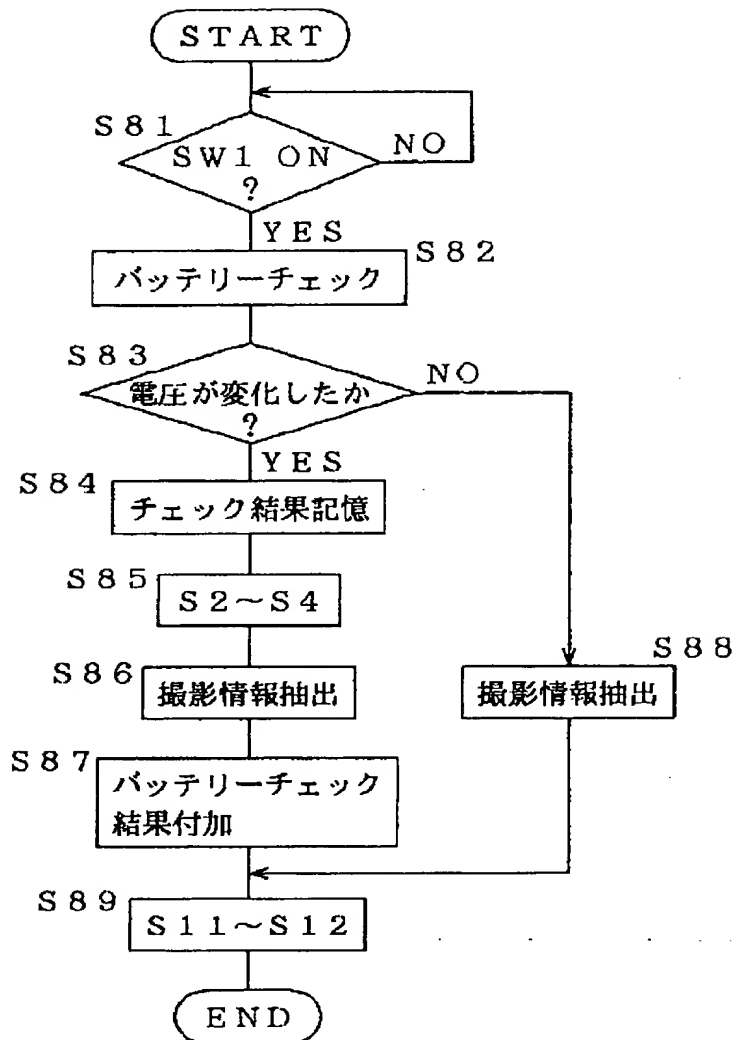 START
S81
SW1 ON
?
NO
YES
S82
バッテリーチェック
S83
電圧が変化したか
?
NO
YES
S84
チェック結果記憶
S85
S2～S4
S86
撮影情報抽出
S88
撮影情報抽出
S87
バッテリーチェック
結果付加
S89
S11～S12
END